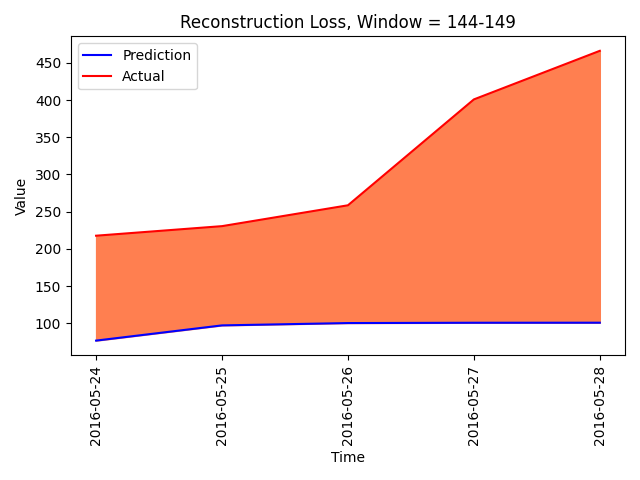 Reconstruction Loss, Window = 144-149
Prediction
Actual
Value
450
400
350
300
250
200
150
100
2016-05-24
2016-05-25
2016-05-26
2016-05-27
2016-05-28
Time